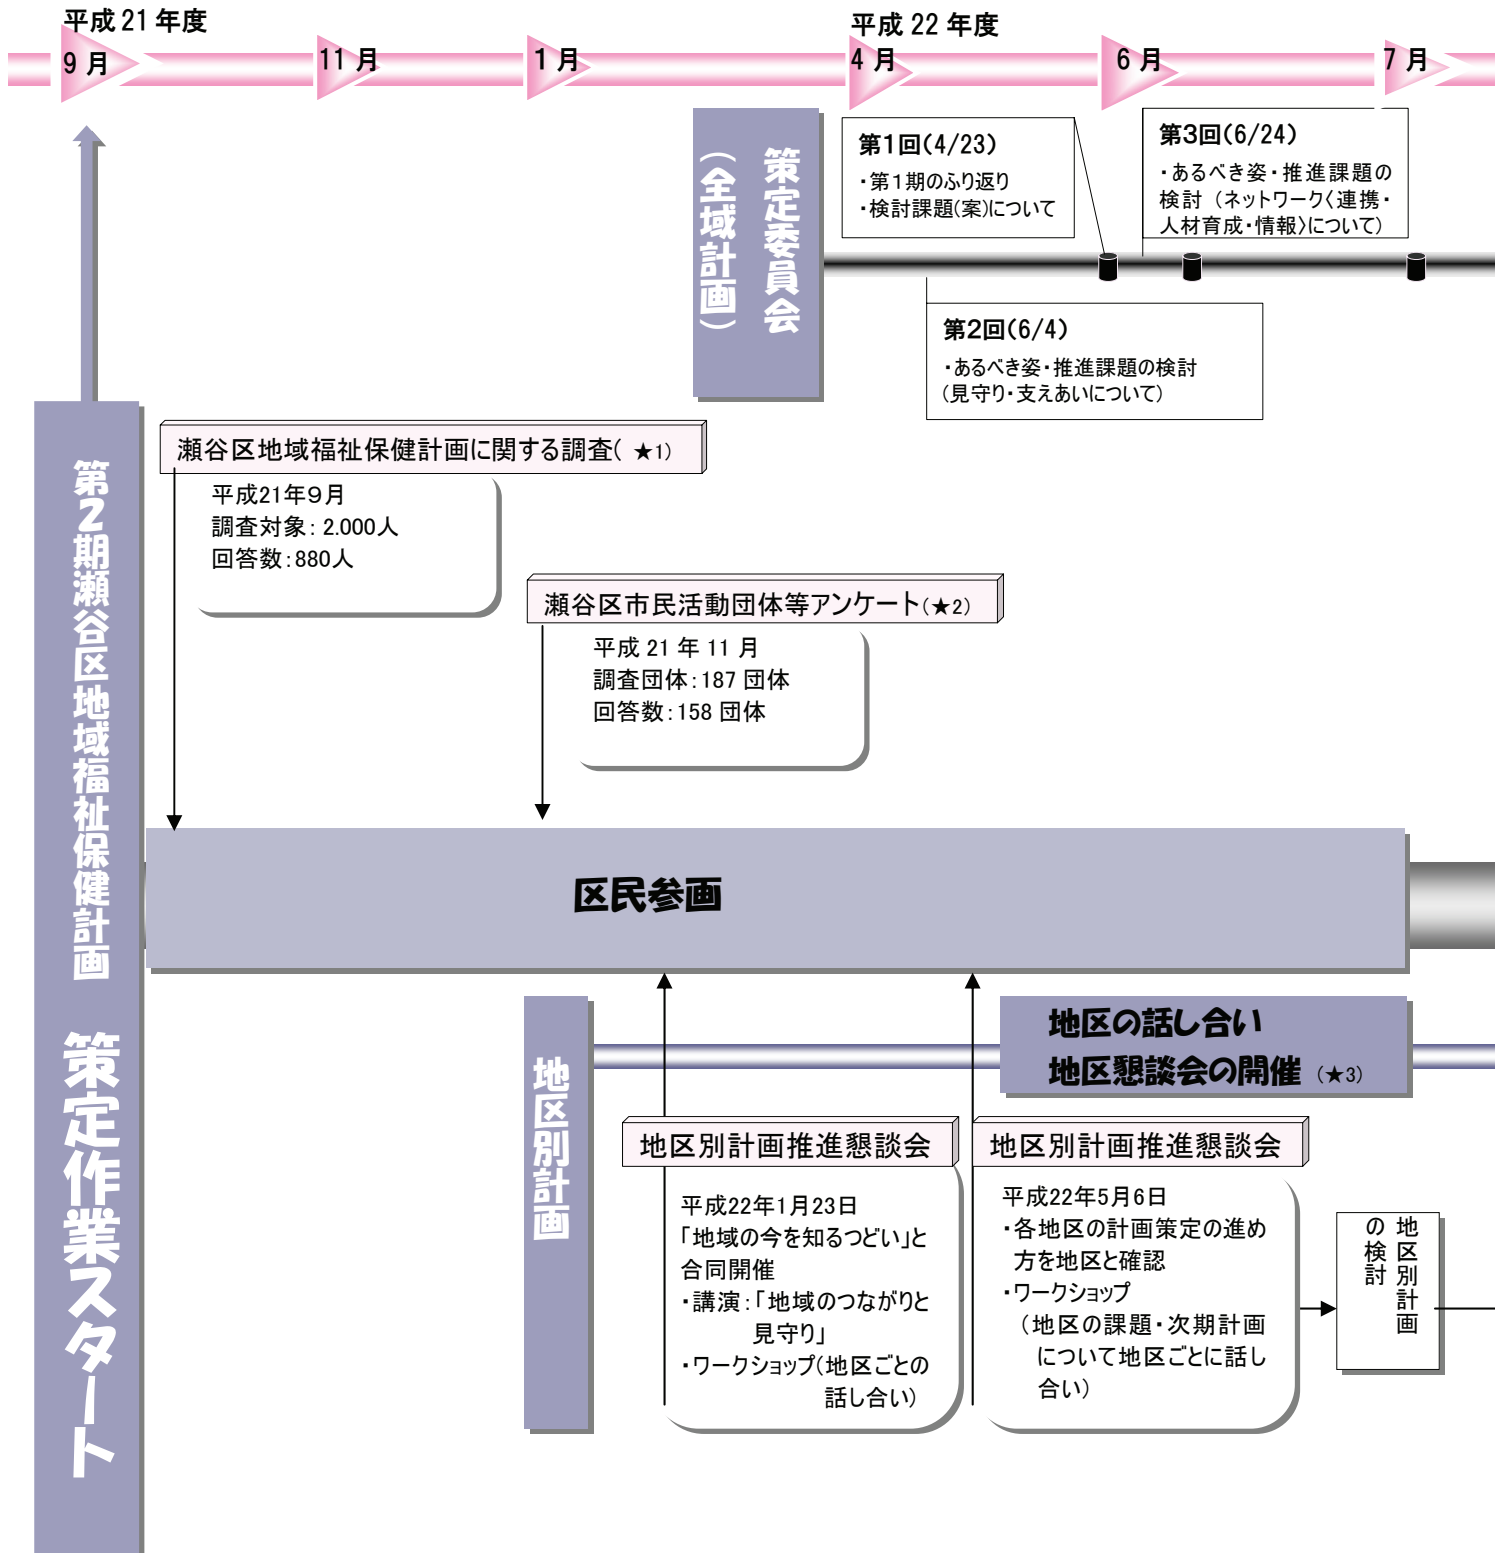 平成 21 年度
平成 22 年度
9 月
11 月
1 月
4 月
6 月
7 月
策定委員会
(全域計画)
第1回(4/23)
・第1期のふり返り
・検討課題(案)について
第3回(6/24)
・あるべき姿・推進課題の
検討 (ネットワーク〈連携・
人材育成・情報〉について)
第2回(6/4)
・あるべき姿・推進課題の検討
(見守り・支えあいについて)
第2期瀬谷区地域福祉保健計画 策定作業スタート
瀬谷区地域福祉保健計画に関する調査( ★1)
平成21年9月
調査対象: 2.000人
回答数:880人
瀬谷区市民活動団体等アンケート(★2)
平成 21 年 11 月
調査団体:187 団体
回答数:158 団体
区民参画
地区別計画
地区の話し合い
地区懇談会の開催 (★3)
地区別計画推進懇談会
平成22年1月23日
「地域の今を知るつどい」と
合同開催
・講演:「地域のつながりと
見守り」
・ワークショップ(地区ごとの
話し合い)
地区別計画推進懇談会
平成22年5月6日
・各地区の計画策定の進め
方を地区と確認
・ワークショップ
(地区の課題・次期計画
について地区ごとに話し
合い)
地区別計画
の検討